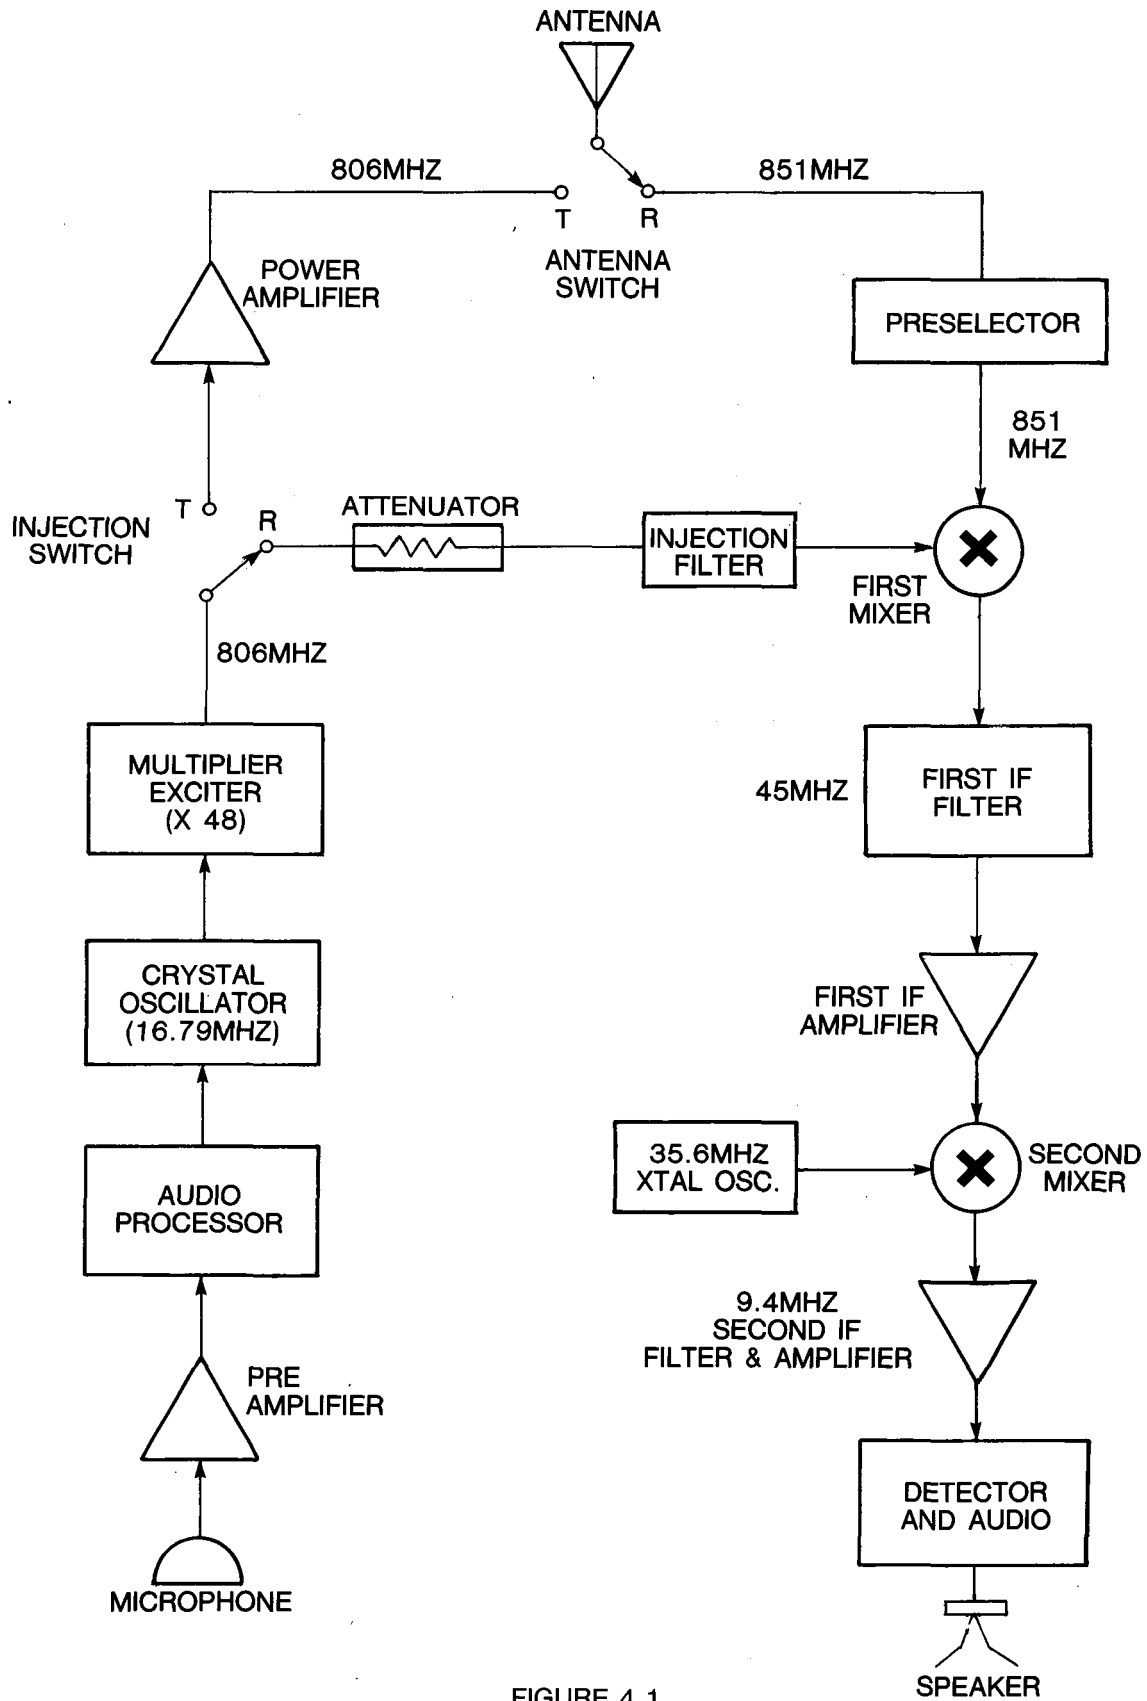 ANTENNA
806MHZ
851MHZ
T
R
ANTENNA
SWITCH
POWER
AMPLIFIER
PRESELECTOR
851
MHZ
T
R
INJECTION
SWITCH
ATTENUATOR
INJECTION
FILTER
FIRST
MIXER
806MHZ
MULTIPLIER
EXCITER
(X 48)
45MHZ
FIRST IF
FILTER
CRYSTAL
OSCILLATOR
(16.79MHZ)
FIRST IF
AMPLIFIER
AUDIO
PROCESSOR
35.6MHZ
XTAL OSC.
SECOND
MIXER
9.4MHZ
SECOND IF
FILTER & AMPLIFIER
PRE
AMPLIFIER
DETECTOR
AND AUDIO
MICROPHONE
SPEAKER
FIGURE 4.1